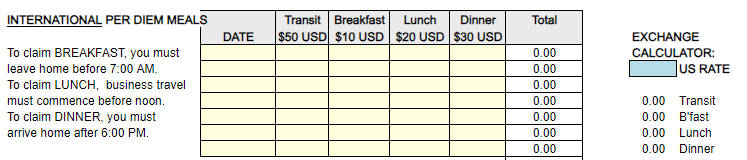 INTERNATIONAL PER DIEM MEALS Transit Breakfast Lunch Dinner Total
DATE $50 USD $10 USD $20 USD $30 USD EXCHANGE
To claim BREAKFAST, you must 0.00 CALCULATOR:
leave home before 7:00 AM. 0.00 US RATE
To claim LUNCH, business travel 0.00
must commence before noon. 0.00 0.00 Transit
To claim DINNER, you must 0.00 0.00 B'fast
arrive home after 6:00 PM. 0.00 0.00 Lunch
0.00 0.00 Dinner